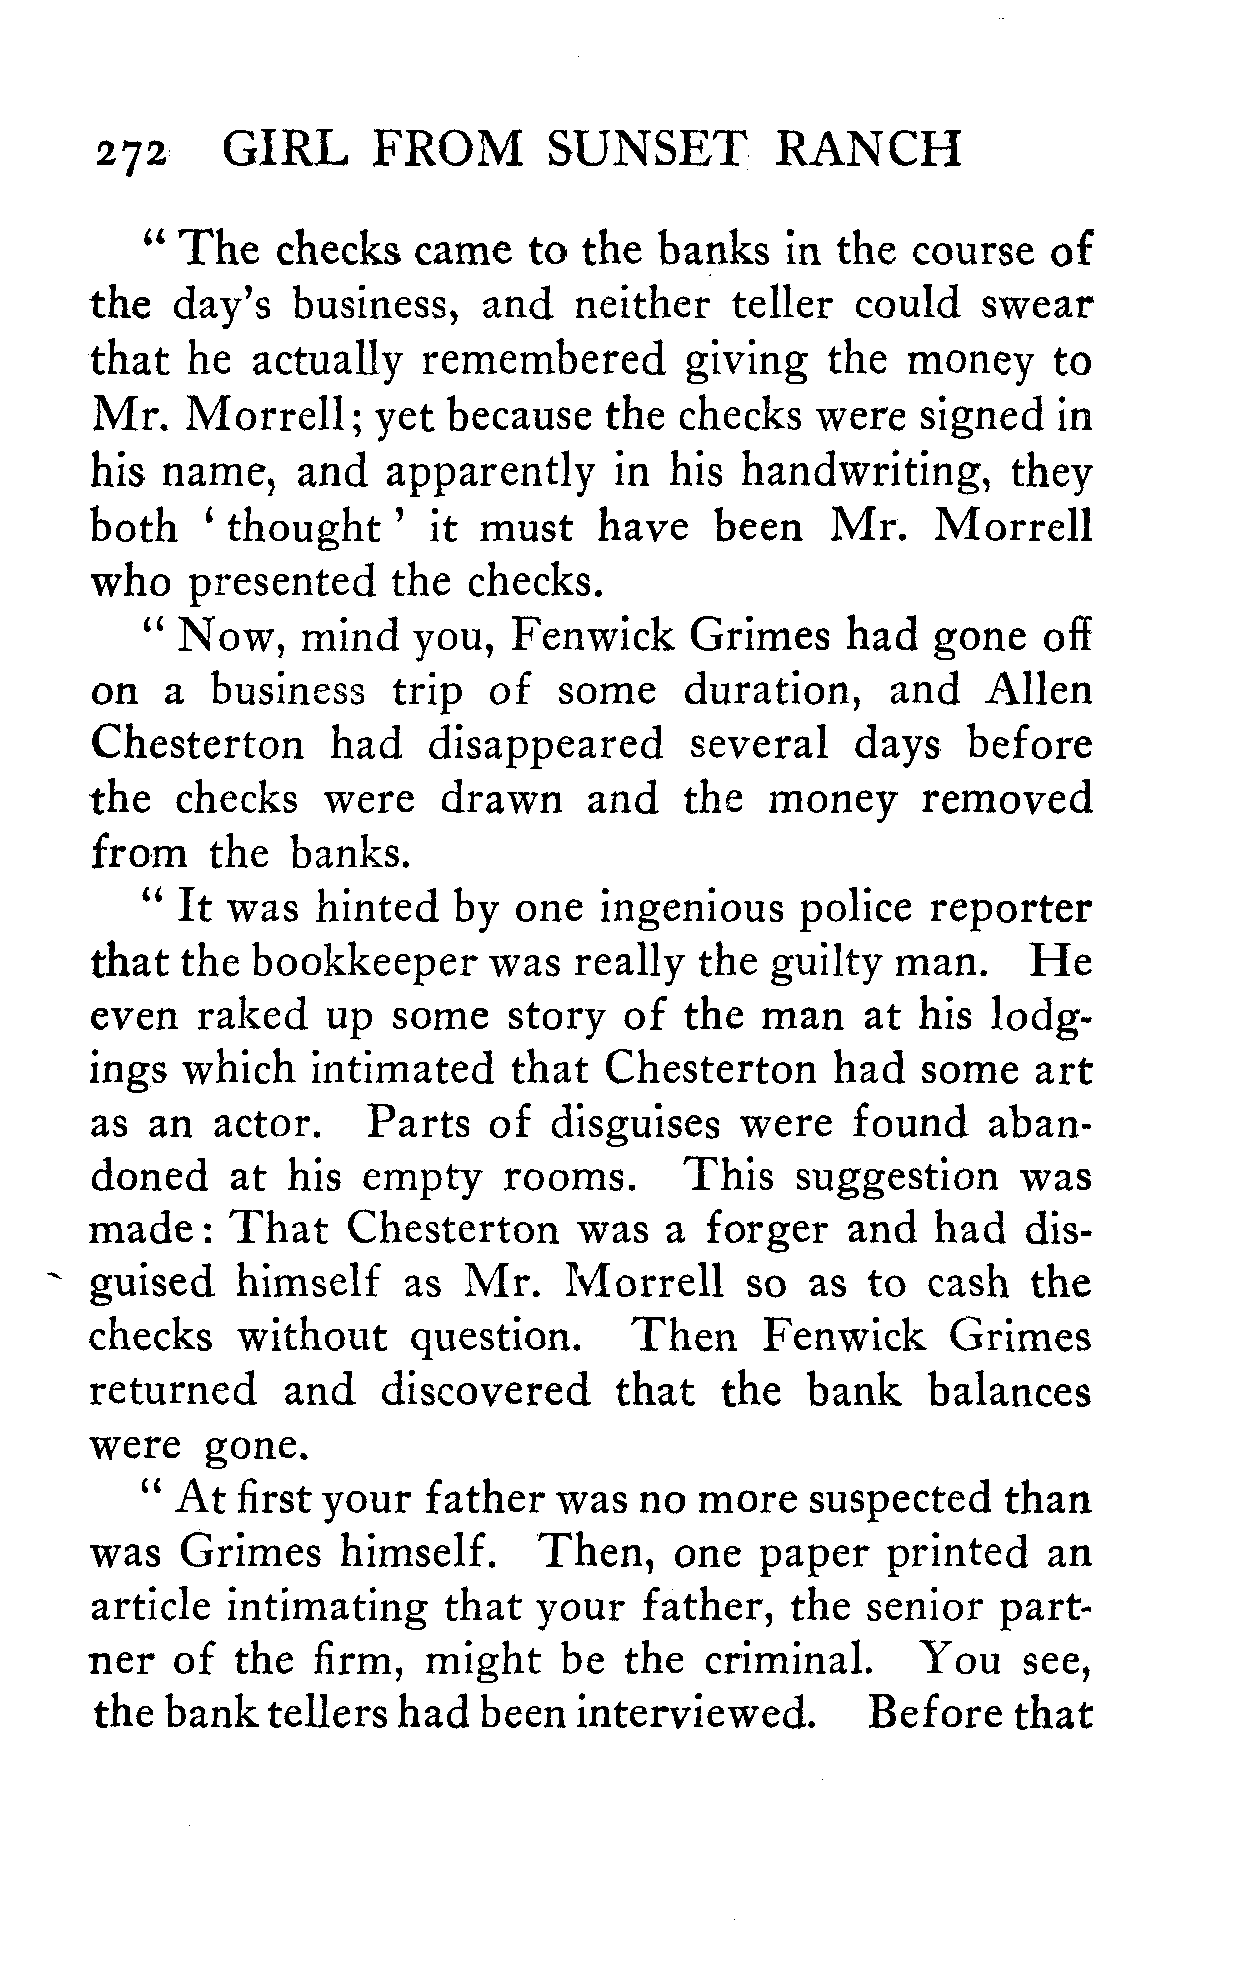 272 GIRL FROM SUNSET RANCH
“ The checks came to the banks in the course of
the day’s business, and neither teller could swear
that he actually remembered giving the money to
Mr. Morrell; yet because the checks were signed in
his name, and apparently in his handwriting, they
both ‘ thought ’ it must have been Mr. Morrell
who presented the checks.
“ Now, mind you, Fenwick Grimes had gone off
on a business trip of some duration, and Allen
Chesterton had disappeared several days before
the checks were drawn and the money removed
from the banks.
“ It was hinted by one ingenious police reporter
that the bookkeeper was really the guilty man. He
even raked up some story of the man at his lodg-
ings which intimated that Chesterton had some art
as an actor. Parts of disguises were found aban-
doned at his empty rooms. This suggestion was
made: That Chesterton was a forger and had dis-
guised himself as Mr. Morrell so as to cash the
checks without question. Then Fenwick Grimes
returned and discovered that the bank balances
were gone.
“ At first your father was no more suspected than
was Grimes himself. Then, one paper printed an
article intimating that your father, the senior part-
ner of the firm, might be the criminal. You see,
the bank tellers had been interviewed. Before that